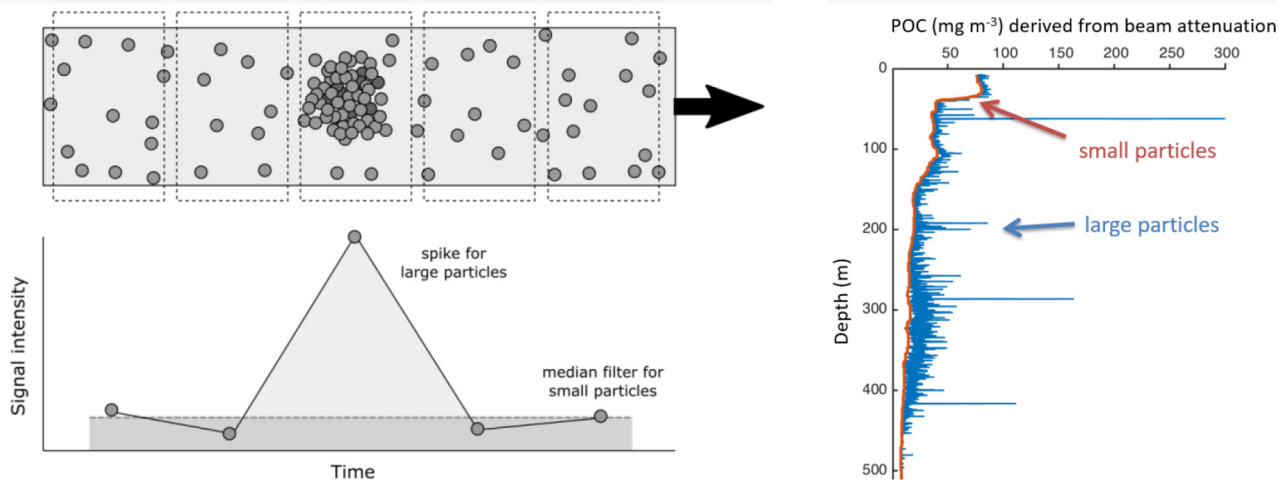 spike for
large particles
median filter for
small particles
Signal intensity
Time
POC (mg m⁻³) derived from beam attenuation
50 100 150 200 250 300
0
100
200
300
400
500
Depth (m)
small particles
large particles